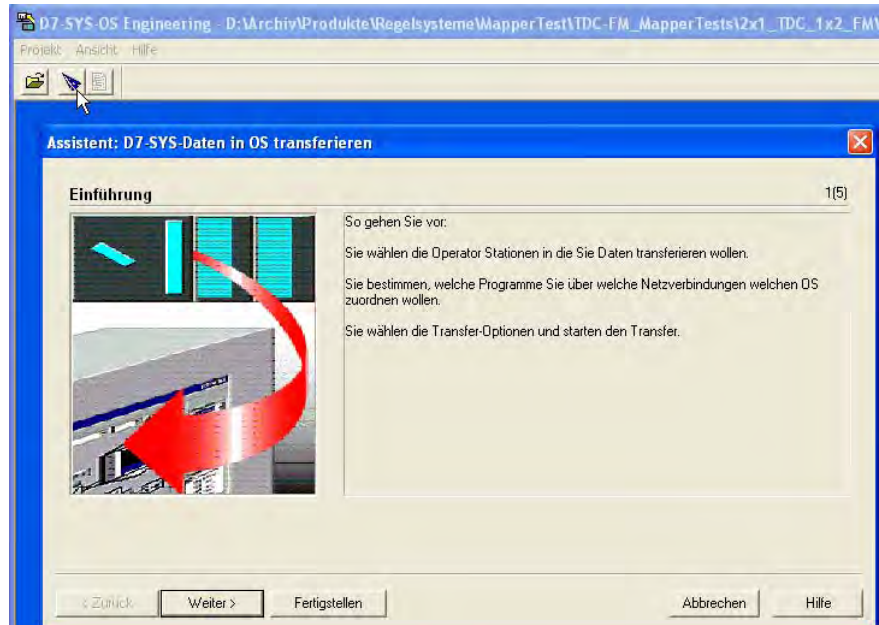 D7-SYS-OS Engineering - D:\Archiv\Produkte\Regelsysteme\MapperTest\TDC-FM_MapperTests\2x1_TDC_1x2_FM\
Projekt Ansicht Hilfe
Assistent: D7-SYS-Daten in OS transferieren
Einführung
1(5)
So gehen Sie vor:
Sie wählen die Operator Stationen in die Sie Daten transferieren wollen.
Sie bestimmen, welche Programme Sie über welche Netzverbindungen welchen OS
zuordnen wollen.
Sie wählen die Transfer-Optionen und starten den Transfer.
< Zurück Weiter > Fertigstellen Abbrechen Hilfe